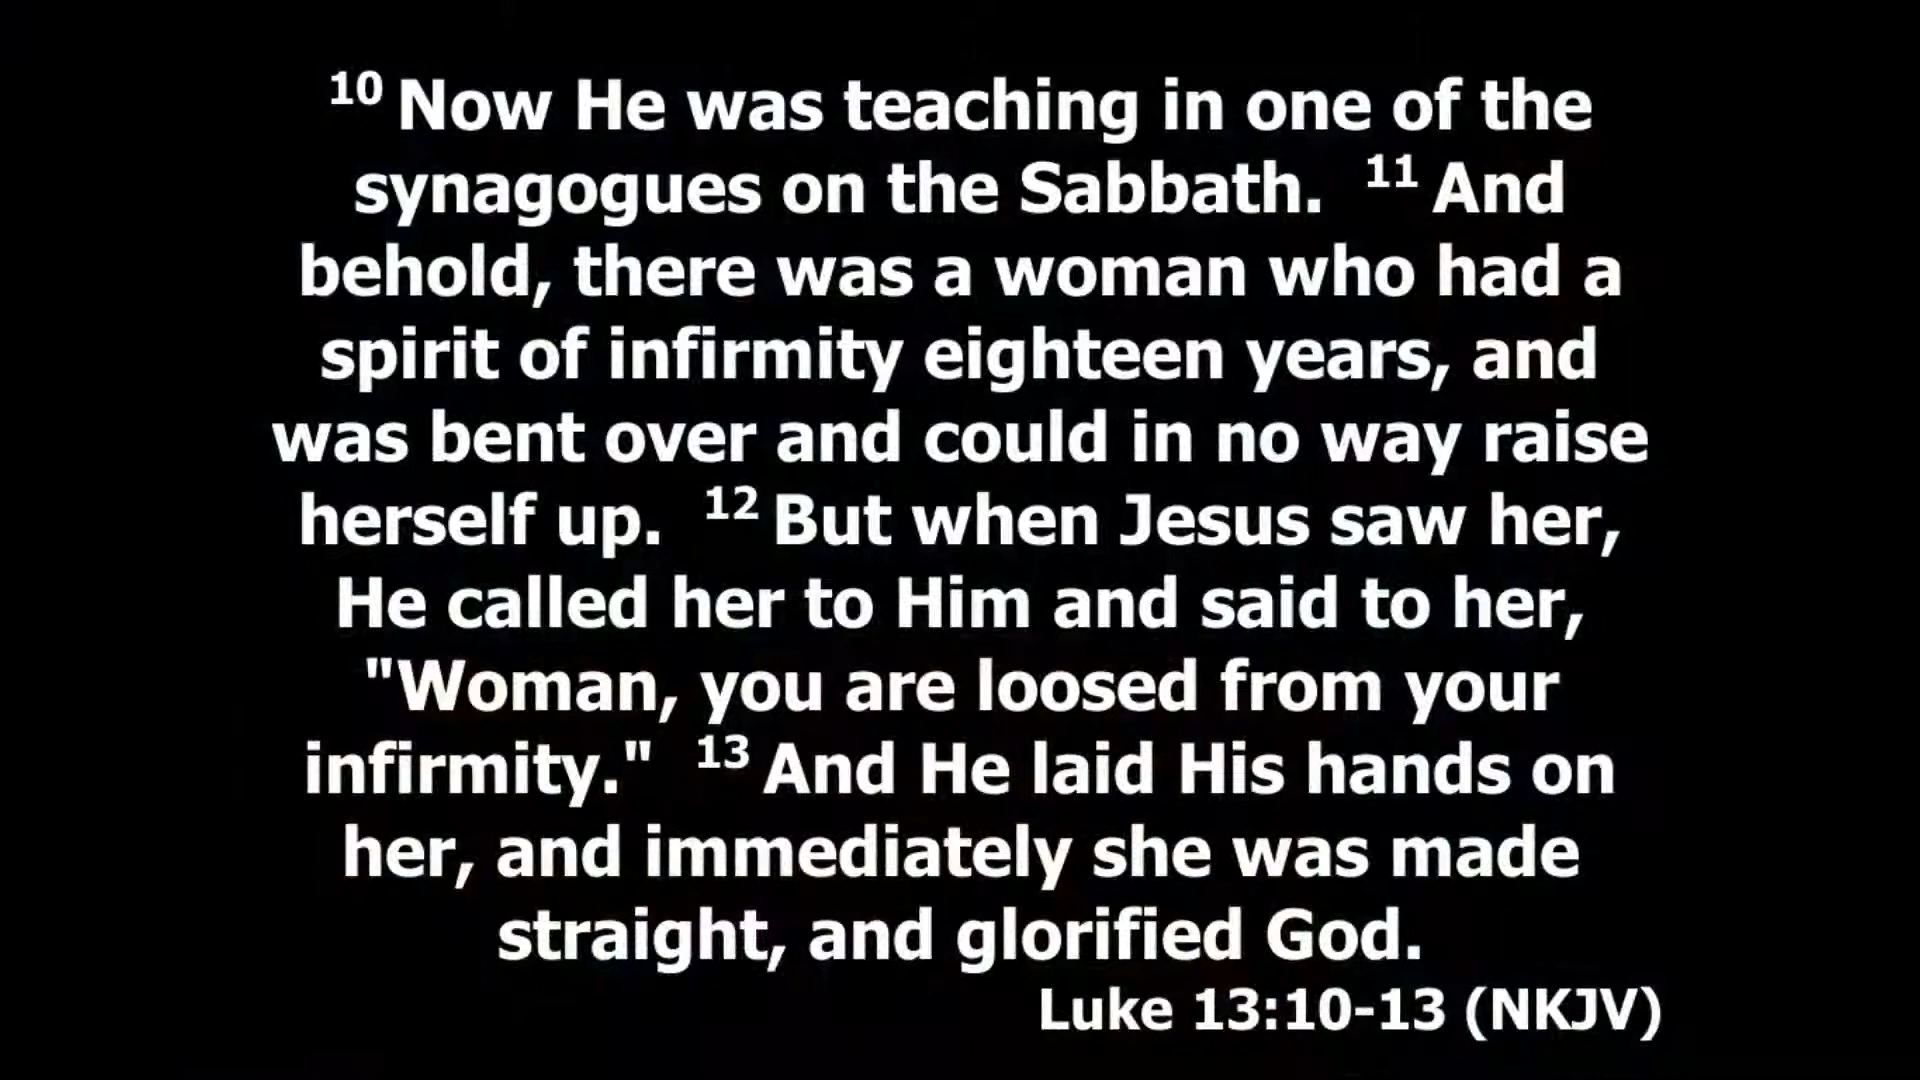 10 Now He was teaching in one of the
synagogues on the Sabbath. 11 And
behold, there was a woman who had a
spirit of infirmity eighteen years, and
was bent over and could in no way raise
herself up. 12 But when Jesus saw her,
He called her to Him and said to her,
"Woman, you are loosed from your
infirmity." 13 And He laid His hands on
her, and immediately she was made
straight, and glorified God.
Luke 13:10-13 (NKJV)